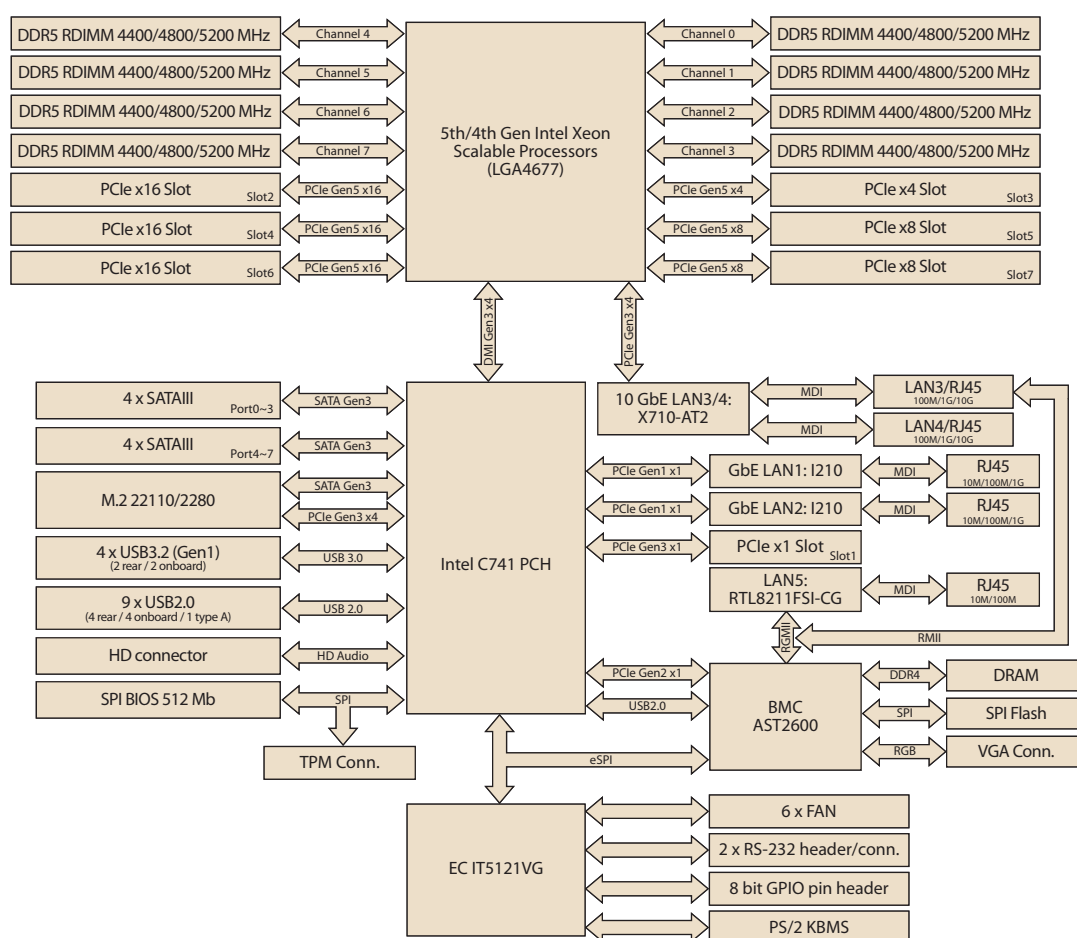 DDR5 RDIMM 4400/4800/5200 MHz
Channel 4
Channel 0
DDR5 RDIMM 4400/4800/5200 MHz
DDR5 RDIMM 4400/4800/5200 MHz
Channel 5
Channel 1
DDR5 RDIMM 4400/4800/5200 MHz
DDR5 RDIMM 4400/4800/5200 MHz
Channel 6
Channel 2
DDR5 RDIMM 4400/4800/5200 MHz
DDR5 RDIMM 4400/4800/5200 MHz
Channel 7
Channel 3
DDR5 RDIMM 4400/4800/5200 MHz
5th/4th Gen Intel Xeon
Scalable Processors
(LGA4677)
PCIe x16 Slot
Slot2
PCIe Gen5 x16
PCIe Gen5 x4
PCIe x4 Slot
Slot3
PCIe x16 Slot
Slot4
PCIe Gen5 x16
PCIe Gen5 x8
PCIe x8 Slot
Slot5
PCIe x16 Slot
Slot6
PCIe Gen5 x16
PCIe Gen5 x8
PCIe x8 Slot
Slot7
DMI Gen3 x4
PCIe Gen3 x4
4 x SATAIII
Port0~3
SATA Gen3
4 x SATAIII
Port4~7
SATA Gen3
M.2 22110/2280
SATA Gen3
PCIe Gen3 x4
4 x USB3.2 (Gen1)
(2 rear / 2 onboard)
USB 3.0
9 x USB2.0
(4 rear / 4 onboard / 1 type A)
USB 2.0
HD connector
HD Audio
SPI BIOS 512 Mb
SPI
TPM Conn.
Intel C741 PCH
10 GbE LAN3/4:
X710-AT2
MDI
LAN3/RJ45
100M/1G/10G
MDI
LAN4/RJ45
100M/1G/10G
PCIe Gen1 x1
GbE LAN1: I210
MDI
RJ45
10M/100M/1G
PCIe Gen1 x1
GbE LAN2: I210
MDI
RJ45
10M/100M/1G
PCIe Gen3 x1
PCIe x1 Slot
Slot1
LAN5:
RTL8211FSI-CG
MDI
RJ45
10M/100M
RGMII
RMII
PCIe Gen2 x1
USB2.0
BMC
AST2600
DDR4
DRAM
SPI
SPI Flash
RGB
VGA Conn.
eSPI
EC IT5121VG
6 x FAN
2 x RS-232 header/conn.
8 bit GPIO pin header
PS/2 KBMS